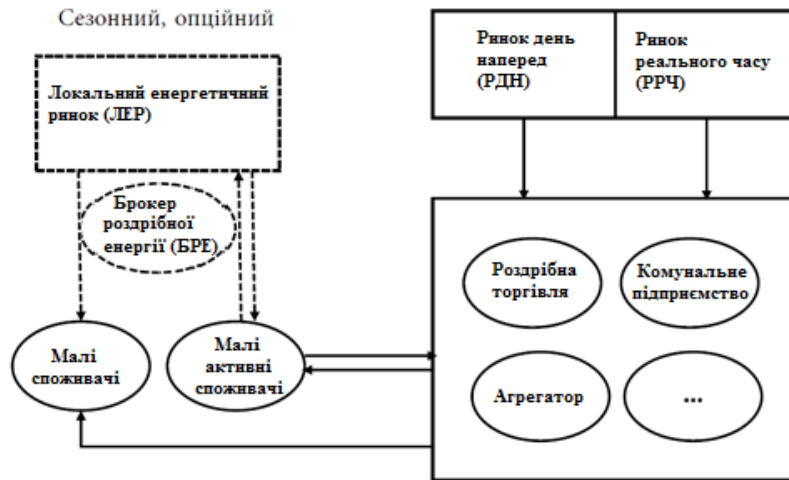 Сезонний, опційний
Локальний енергетичний
ринок (ЛЕР)
Ринок день
наперед
(РДН)
Ринок
реального часу
(РРЧ)
Брокер
роздрібної
енергії (БРЕ)
Роздрібна
торгівля
Комунальне
підприємство
Малі
споживачі
Малі
активні
споживачі
Агрегатор
...